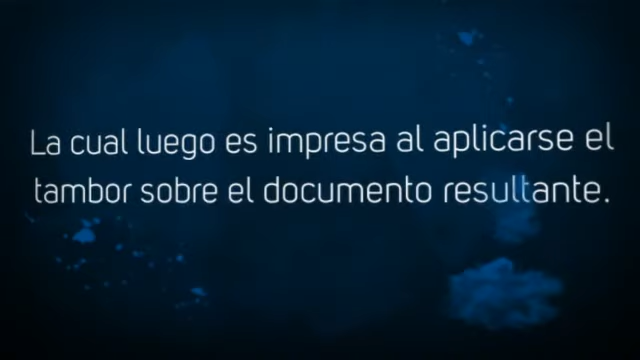 La cual luego es impresa al aplicarse el
tambor sobre el documento resultante.